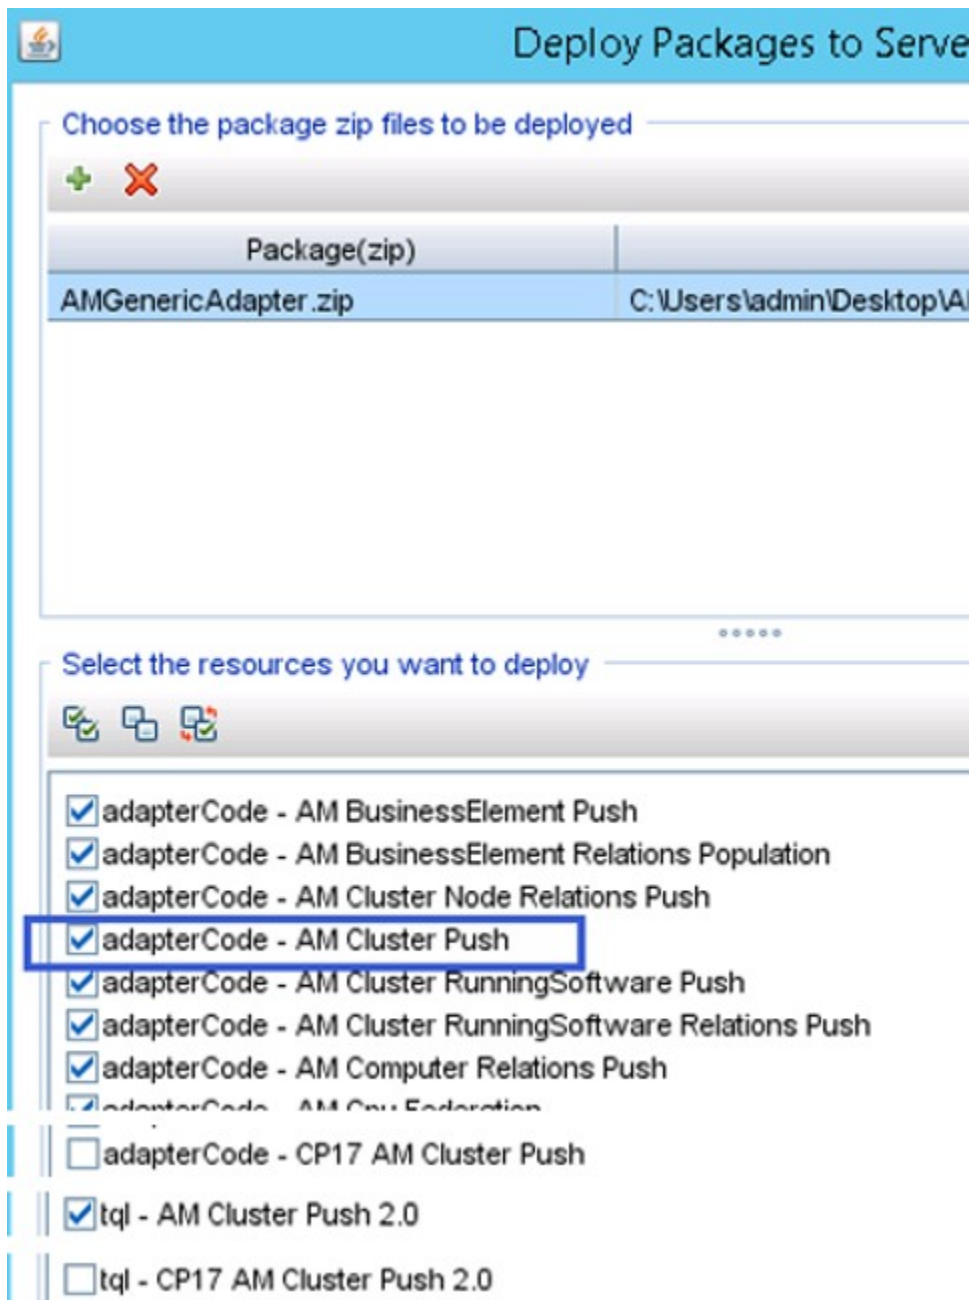 Deploy Packages to Serve
Choose the package zip files to be deployed
Package(zip)
AMGenericAdapter.zip C:\Users\admin\Desktop\A
Select the resources you want to deploy
adapterCode - AM BusinessElement Push
adapterCode - AM BusinessElement Relations Population
adapterCode - AM Cluster Node Relations Push
adapterCode - AM Cluster Push
adapterCode - AM Cluster RunningSoftware Push
adapterCode - AM Cluster RunningSoftware Relations Push
adapterCode - AM Computer Relations Push
adapterCode - AM Cpu Federation
adapterCode - CP17 AM Cluster Push
tql - AM Cluster Push 2.0
tql - CP17 AM Cluster Push 2.0